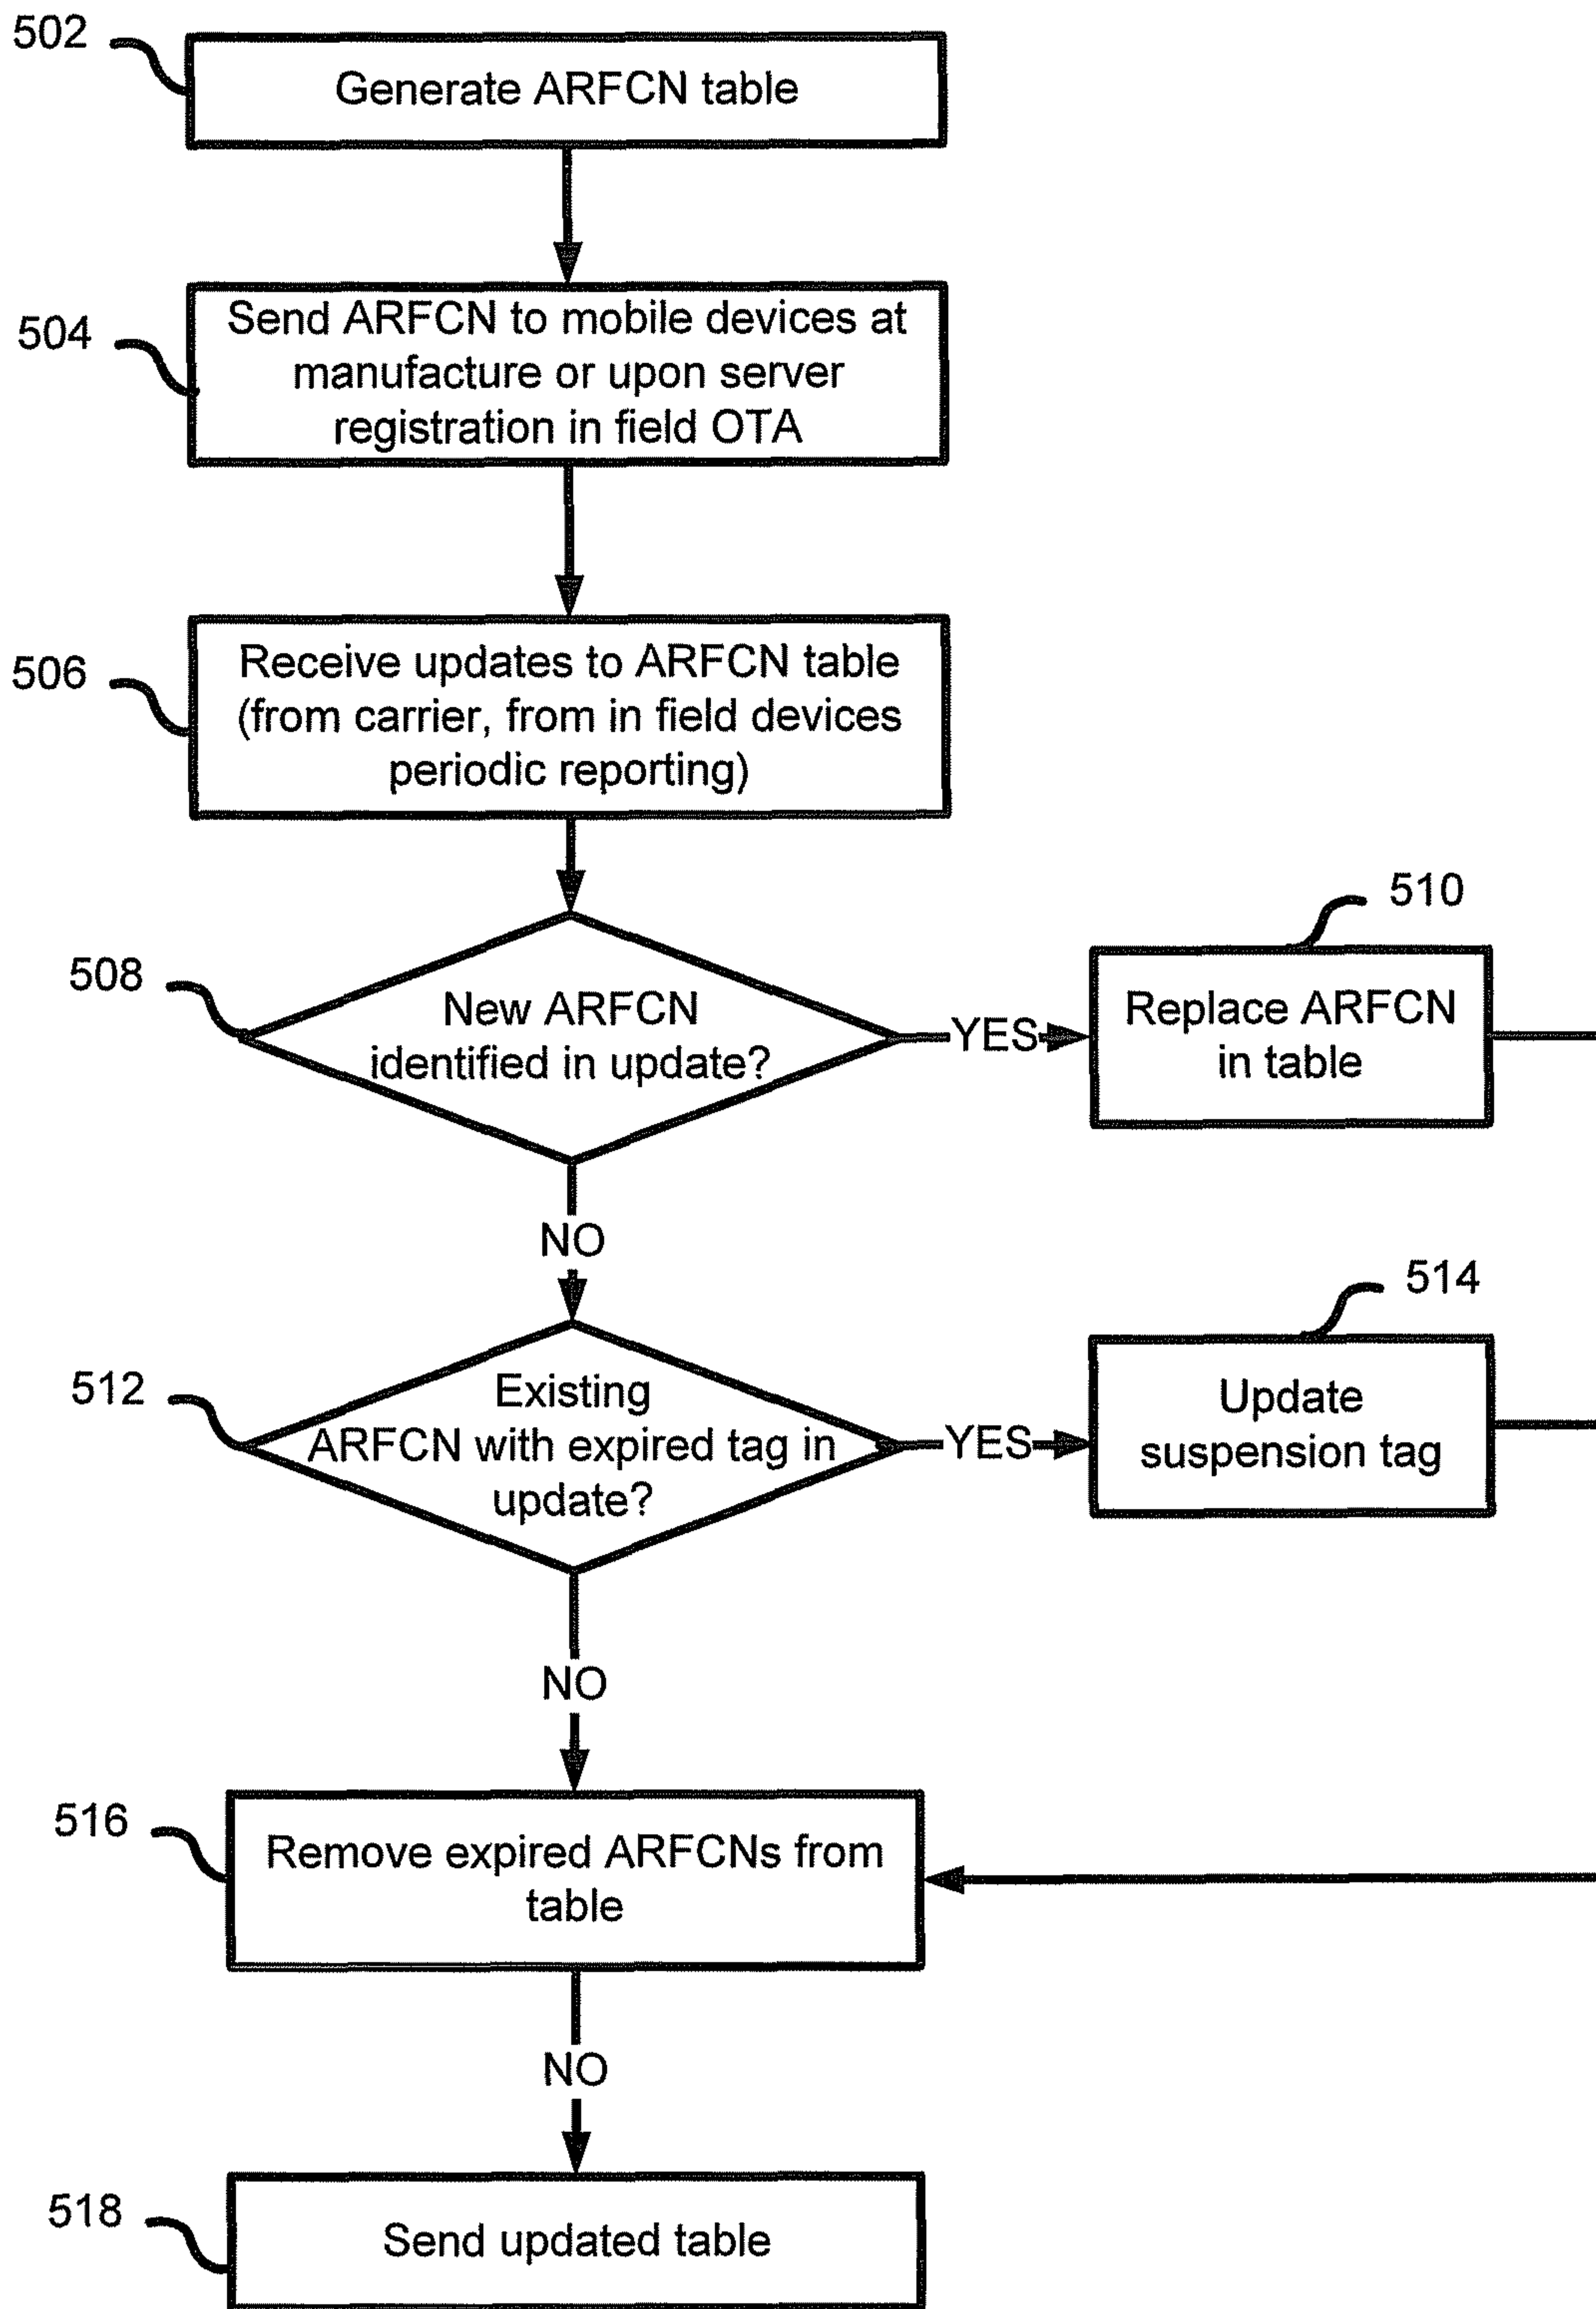 502
Generate ARFCN table
504
Send ARFCN to mobile devices at
manufacture or upon server
registration in field OTA
506
Receive updates to ARFCN table
(from carrier, from in field devices
periodic reporting)
508
New ARFCN
identified in update?
YES
510
Replace ARFCN
in table
NO
512
Existing
ARFCN with expired tag in
update?
YES
514
Update
suspension tag
NO
516
Remove expired ARFCNs from
table
NO
518
Send updated table